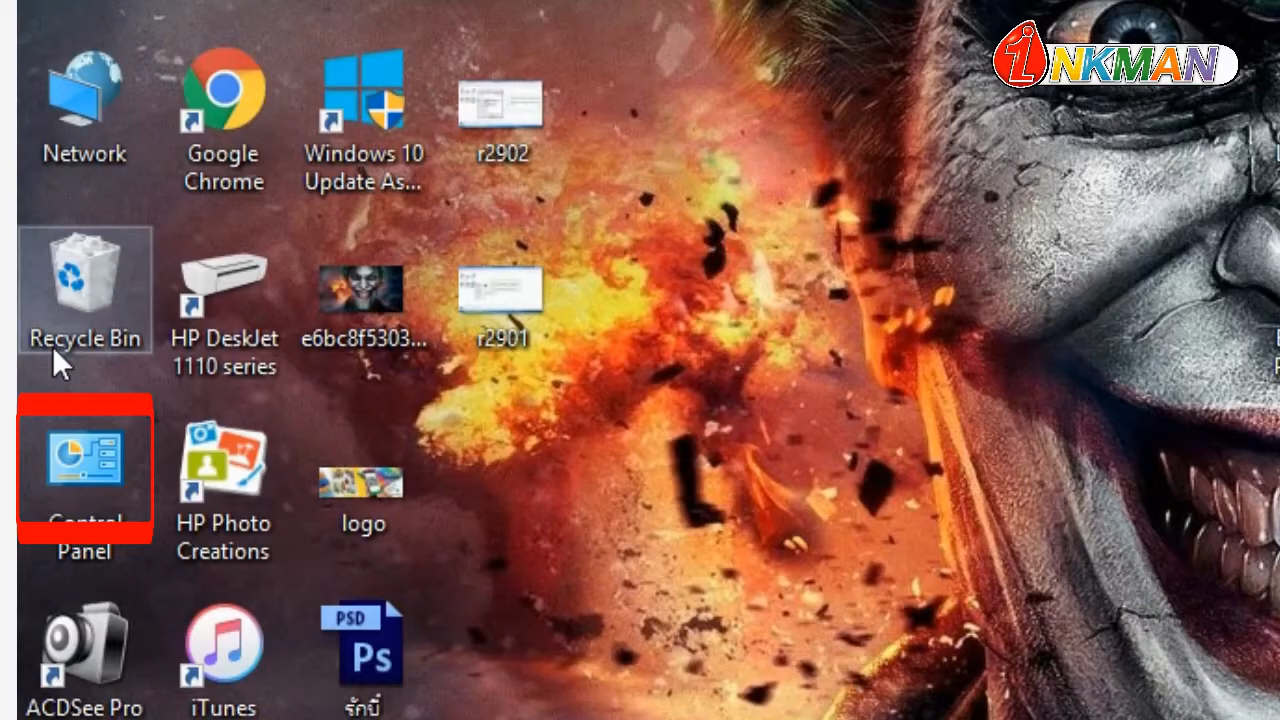 iNKMAN
Network
Google
Chrome
Windows 10
Update As...
r2902
Recycle Bin
HP DeskJet
1110 series
e6bc8f5303...
r2901
Control
Panel
HP Photo
Creations
logo
ACDSee Pro
iTunes
PSD
Ps
รักบี้